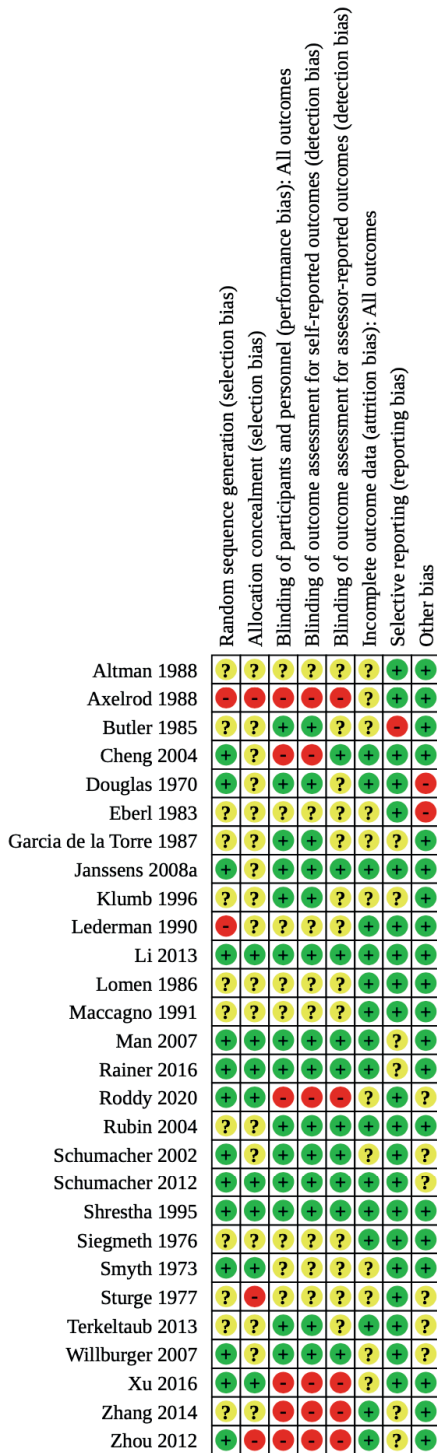 Random sequence generation (selection bias)
Allocation concealment (selection bias)
Blinding of participants and personnel (performance bias): All outcomes
Blinding of outcome assessment for self-reported outcomes (detection bias)
Blinding of outcome assessment for assessor-reported outcomes (detection bias)
Incomplete outcome data (attrition bias): All outcomes
Selective reporting (reporting bias)
Other bias
Altman 1988 ? ? ? ? ? ? + +
Axelrod 1988 - - - - - ? + +
Butler 1985 ? ? + + ? ? - +
Cheng 2004 + ? - - + + + +
Douglas 1970 + ? + + ? + + -
Eberl 1983 ? ? ? ? ? ? + -
Garcia de la Torre 1987 ? ? + + ? ? ? +
Janssens 2008a + ? + + + + + +
Klumb 1996 ? ? + + ? ? ? +
Lederman 1990 - ? ? ? ? + + +
Li 2013 + + + + + + + +
Lomen 1986 ? ? ? ? ? + + +
Maccagno 1991 ? ? ? ? ? + + +
Man 2007 + + + + + + ? +
Rainer 2016 + + + + + + ? +
Roddy 2020 + + - - - ? + ?
Rubin 2004 ? ? + + + + + +
Schumacher 2002 + ? + + + ? + ?
Schumacher 2012 + + + + + + + ?
Shrestha 1995 + + + + + + + +
Siegmeth 1976 ? ? ? ? ? + + +
Smyth 1973 + + ? ? ? ? + +
Sturge 1977 ? - ? ? ? ? + ?
Terkeltaub 2013 ? ? + + ? + + ?
Willburger 2007 + ? + + + ? + ?
Xu 2016 + + - - - ? + +
Zhang 2014 ? ? - - - + ? +
Zhou 2012 + - - - - + ? +